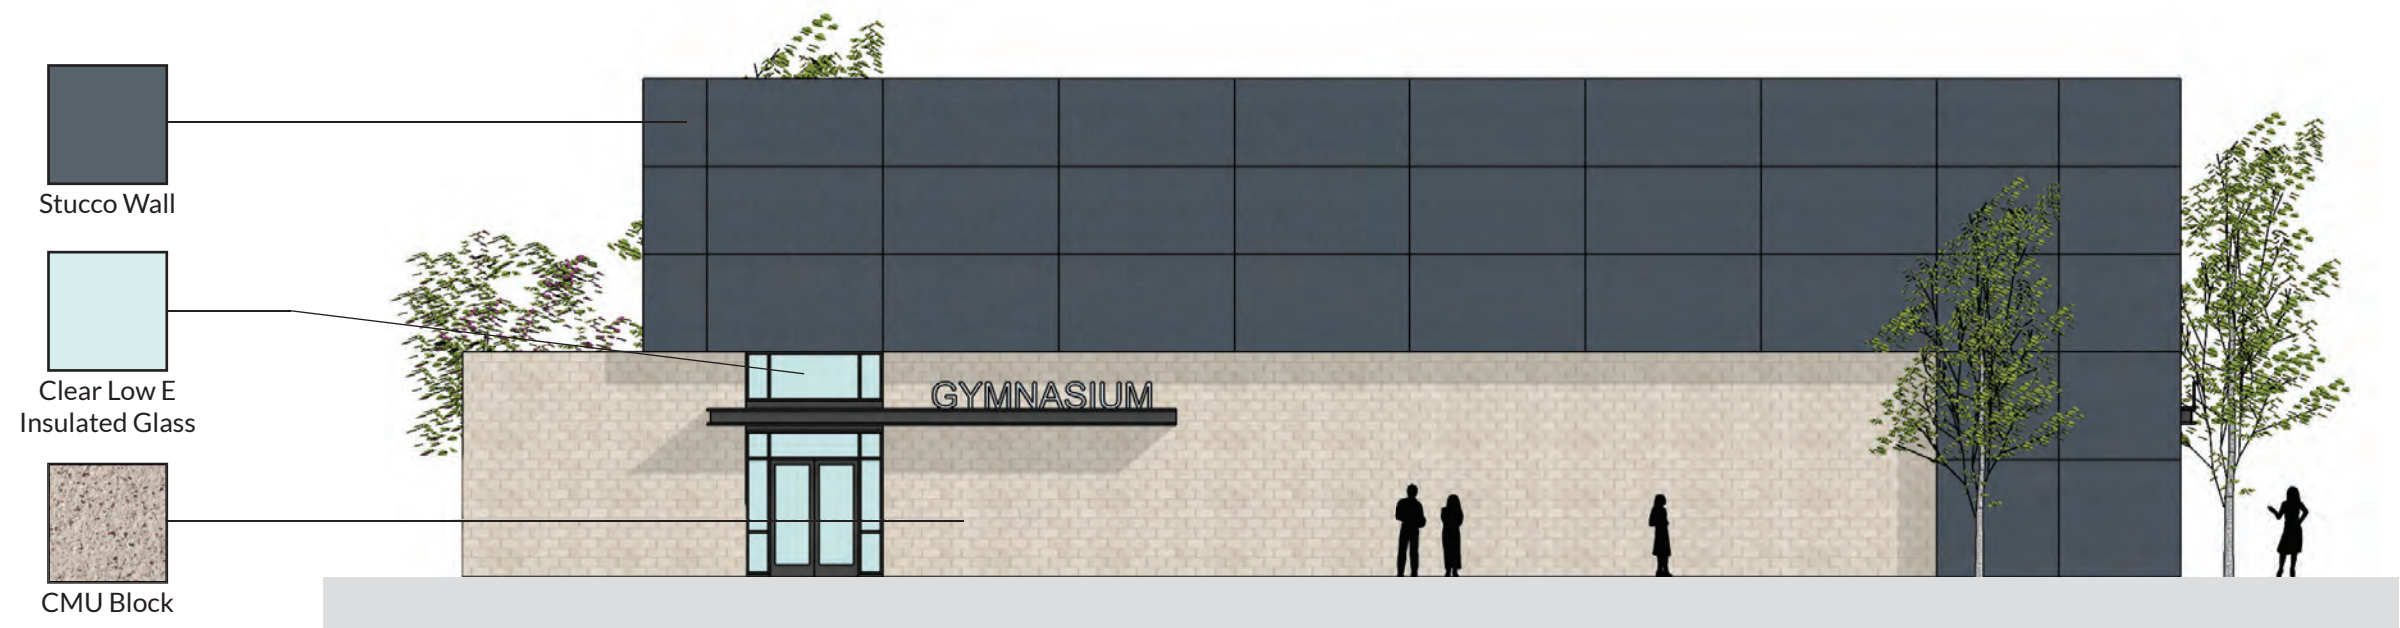 Stucco Wall
Clear Low E
Insulated Glass
CMU Block
GYMNASIUM